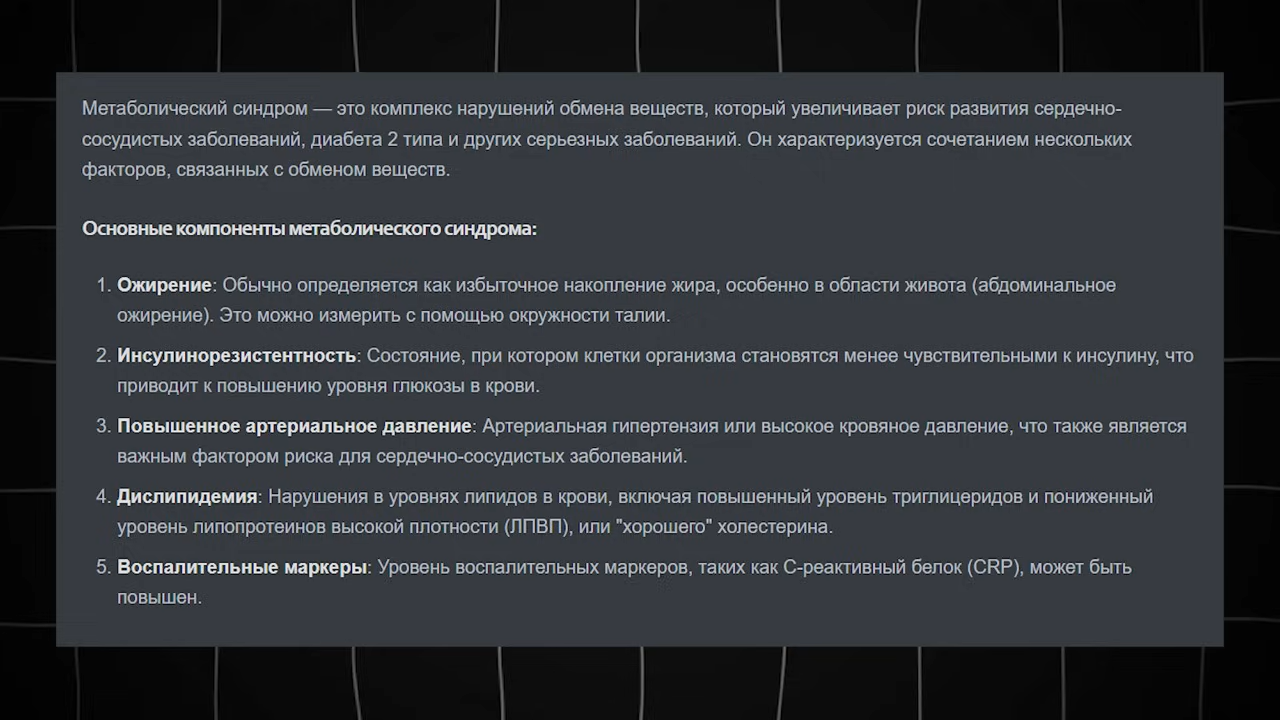 Метаболический синдром — это комплекс нарушений обмена веществ, который увеличивает риск развития сердечно-
сосудистых заболеваний, диабета 2 типа и других серьезных заболеваний. Он характеризуется сочетанием нескольких
факторов, связанных с обменом веществ.
Основные компоненты метаболического синдрома:
1. Ожирение: Обычно определяется как избыточное накопление жира, особенно в области живота (абдоминальное
ожирение). Это можно измерить с помощью окружности талии.
2. Инсулинорезистентность: Состояние, при котором клетки организма становятся менее чувствительными к инсулину, что
приводит к повышению уровня глюкозы в крови.
3. Повышенное артериальное давление: Артериальная гипертензия или высокое кровяное давление, что также является
важным фактором риска для сердечно-сосудистых заболеваний.
4. Дислипидемия: Нарушения в уровнях липидов в крови, включая повышенный уровень триглицеридов и пониженный
уровень липопротеинов высокой плотности (ЛПВП), или "хорошего" холестерина.
5. Воспалительные маркеры: Уровень воспалительных маркеров, таких как С-реактивный белок (CRP), может быть
повышен.